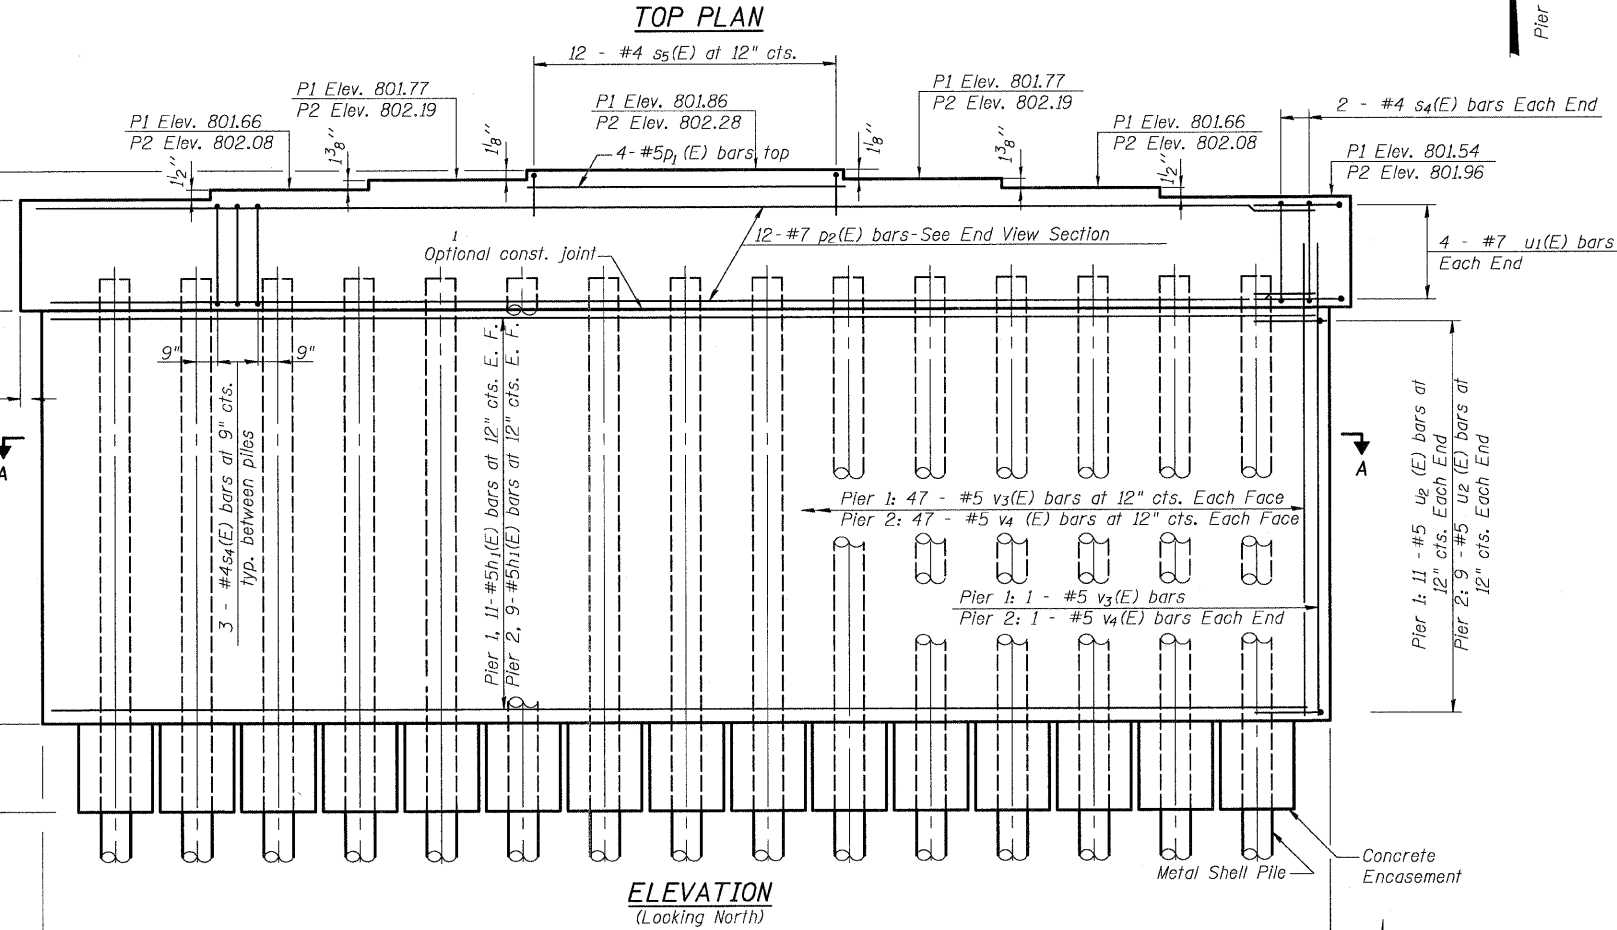 TOP PLAN
Pier
12 - #4 s5(E) at 12" cts.
P1 Elev. 801.66
P2 Elev. 802.08
P1 Elev. 801.77
P2 Elev. 802.19
P1 Elev. 801.86
P2 Elev. 802.28
P1 Elev. 801.77
P2 Elev. 802.19
P1 Elev. 801.66
P2 Elev. 802.08
2 - #4 s4(E) bars Each End
P1 Elev. 801.54
P2 Elev. 801.96
1½"
1⅜"
1⅛"
1⅛"
1⅜"
1½"
4-#5p1 (E) bars top
12-#7 p2(E) bars-See End View Section
1
Optional const. joint
4 - #7 u1(E) bars
Each End
9"
9"
3 - #4s4(E) bars at 9" cts.
typ. between piles
Pier 1, 11-#5h1(E) bars at 12" cts. E. F.
Pier 2, 9-#5h1(E) bars at 12" cts. E. F.
A
A
Pier 1: 47 - #5 v3(E) bars at 12" cts. Each Face
Pier 2: 47 - #5 v4 (E) bars at 12" cts. Each Face
Pier 1: 1 - #5 v3(E) bars
Pier 2: 1 - #5 v4(E) bars Each End
Pier 1: 11 -#5 u2 (E) bars at
12" cts. Each End
Pier 2: 9 -#5 u2 (E) bars at
12" cts. Each End
Metal Shell Pile
Concrete
Encasement
ELEVATION
(Looking North)